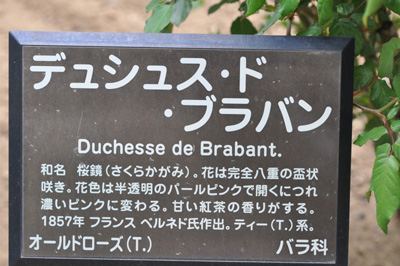 デュシュス・ド
・ブラバン
Duchesse de Brabant.
和名 桜鏡(さくらかがみ)。花は完全八重の盃状
咲き。花色は半透明のパールピンクで開くにつれ
濃いピンクに変わる。甘い紅茶の香りがする。
1857年 フランス ベルネド氏作出。ティー(T.)系。
オールドローズ(T.) バラ科